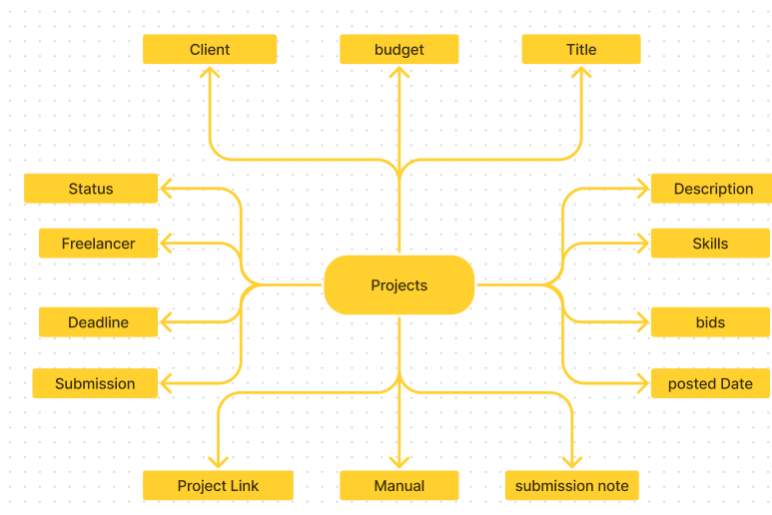 Client
budget
Title
Status
Description
Freelancer
Skills
Projects
Deadline
bids
Submission
posted Date
Project Link
Manual
submission note